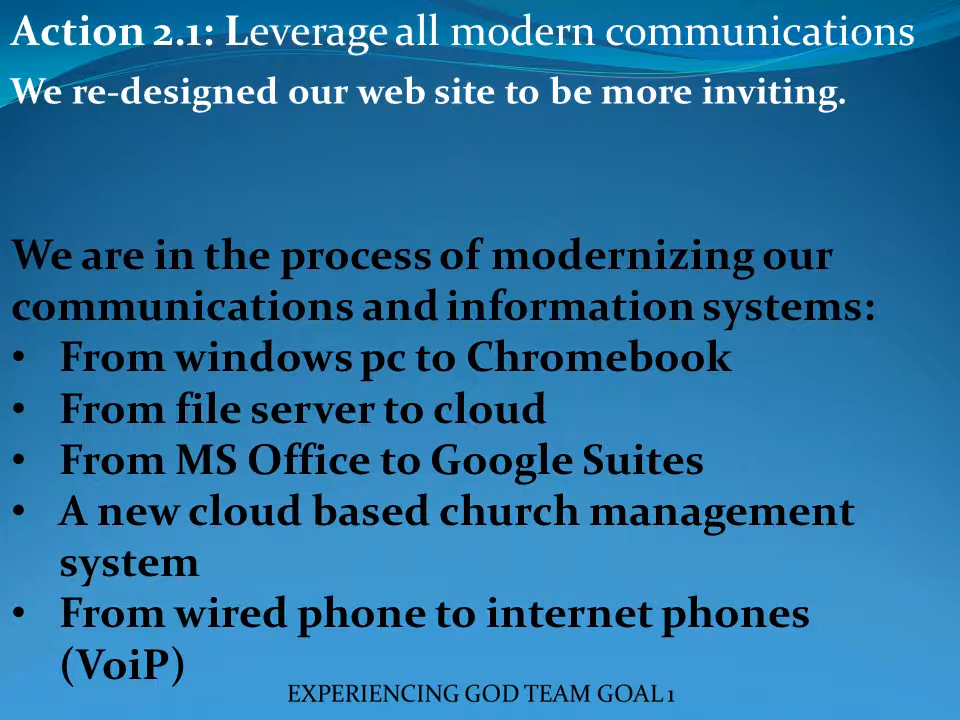 Action 2.1: Leverage all modern communications
We re-designed our web site to be more inviting.
We are in the process of modernizing our
communications and information systems:
• From windows pc to Chromebook
• From file server to cloud
• From MS Office to Google Suites
• A new cloud based church management
system
• From wired phone to internet phones
(VoiP)
EXPERIENCING GOD TEAM GOAL 1